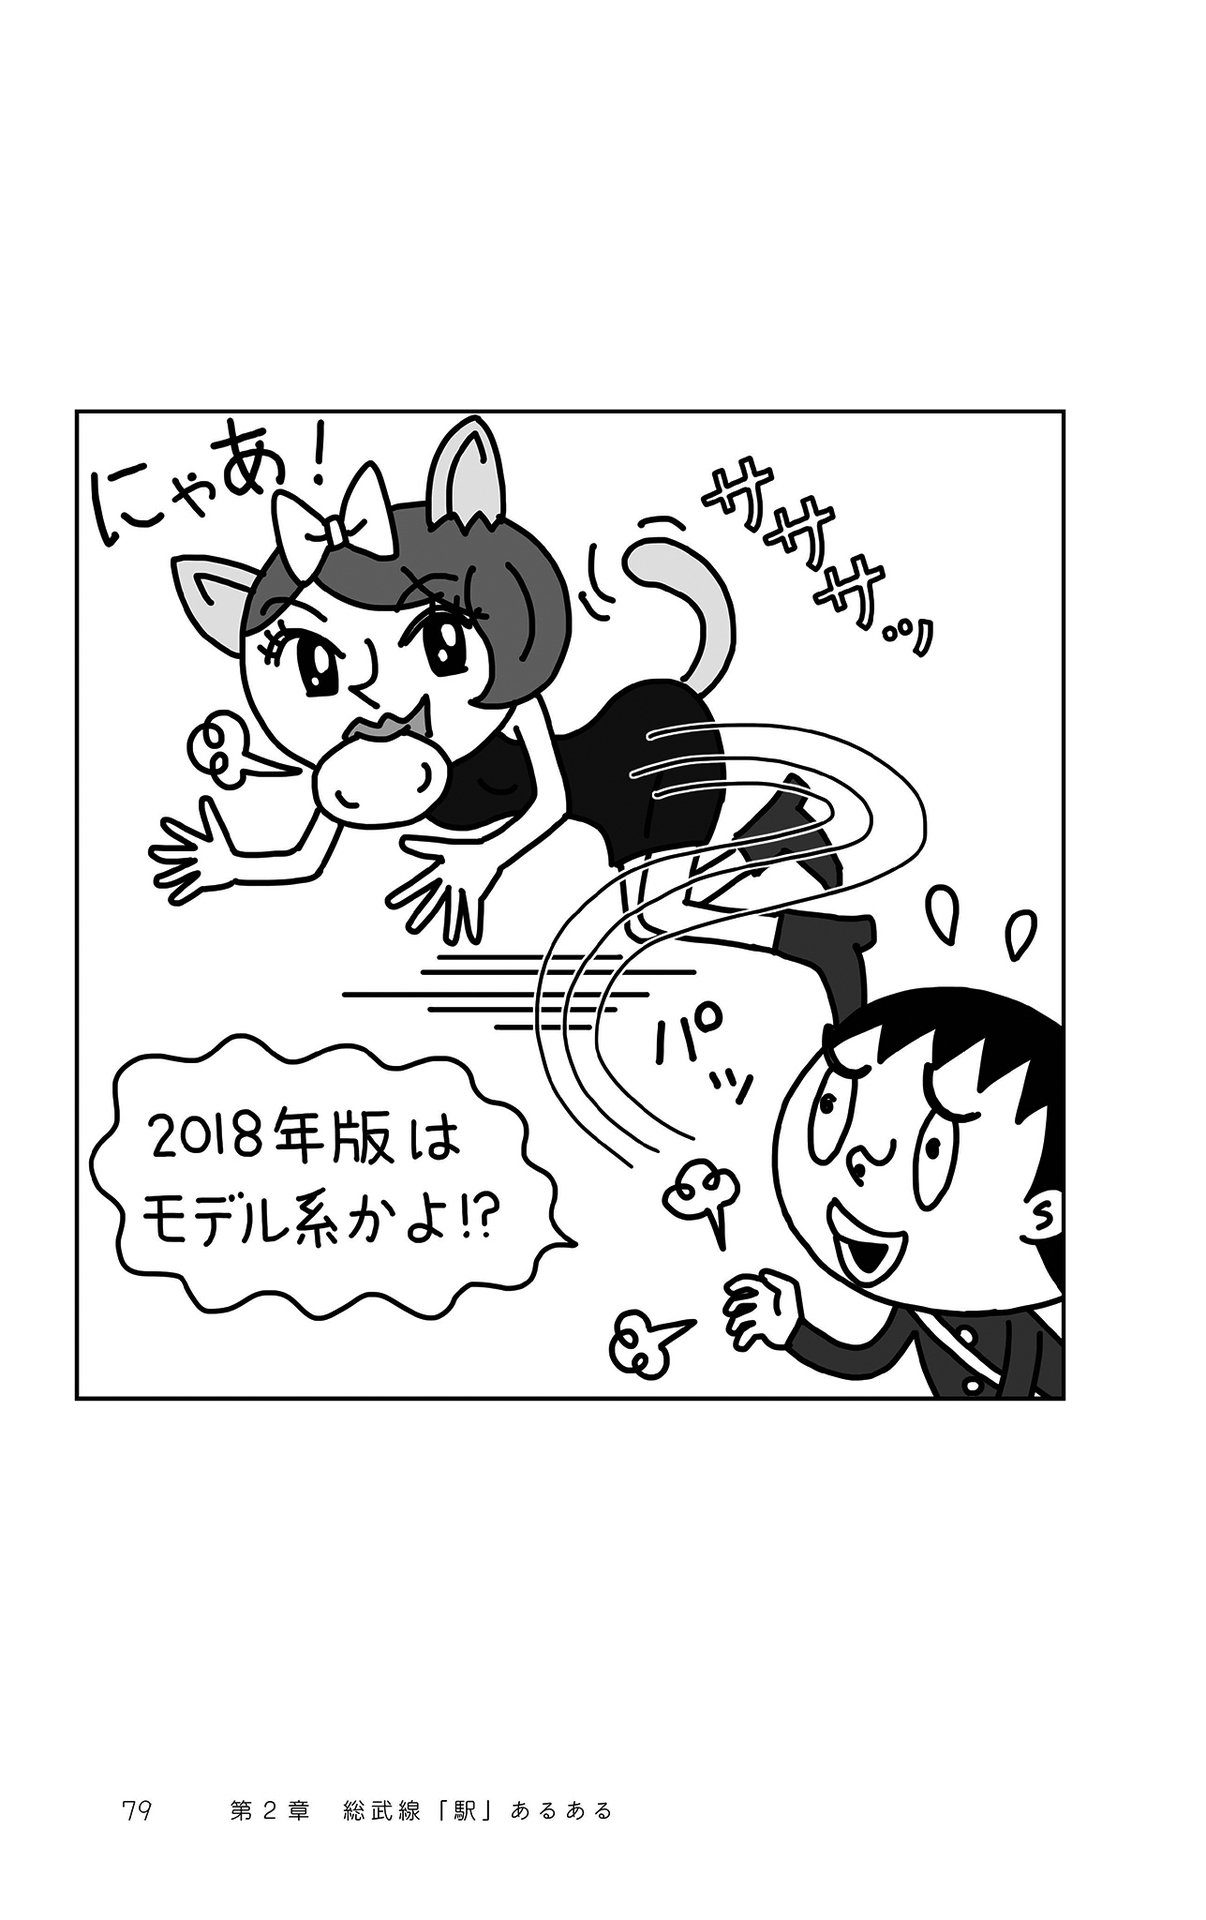 にゃあ!
サササッ
パッ
2018年版は
モデル系かよ!?
79 第2章 総武線「駅」あるある